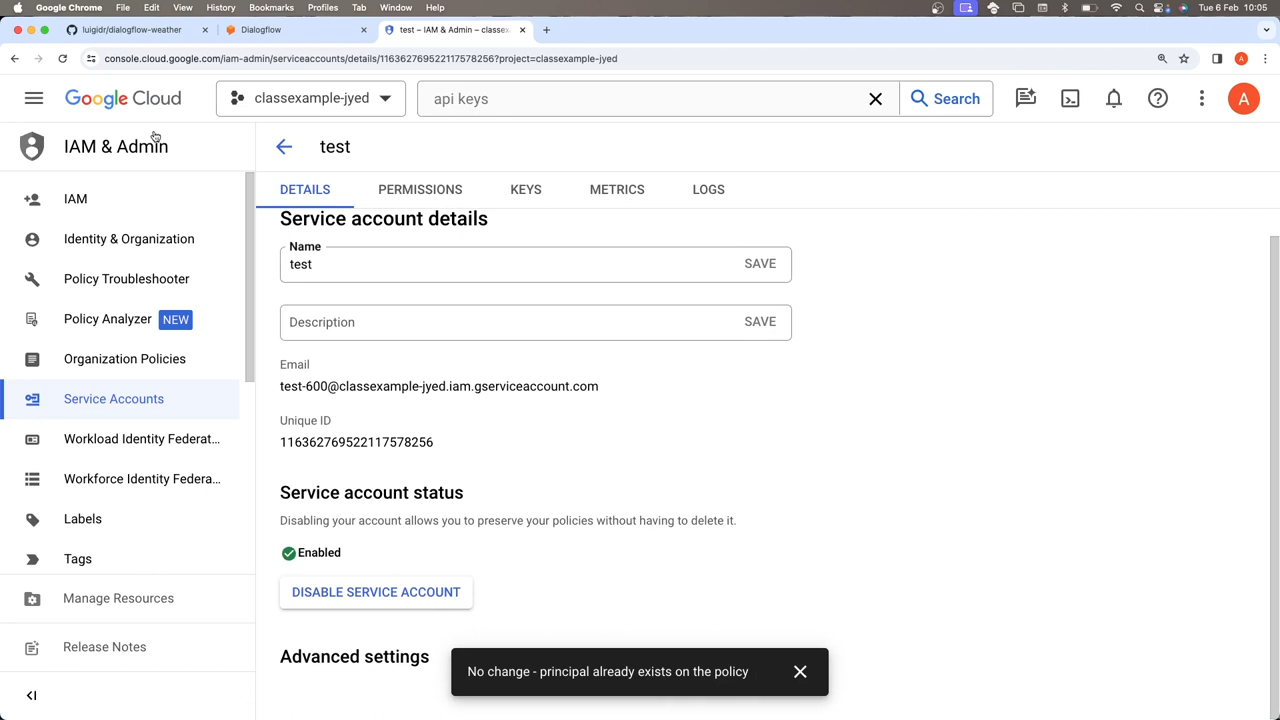 Google Chrome File Edit View History Bookmarks Profiles Tab Window Help
Tue 6 Feb 10:05
luigidr/dialogflow-weather
Dialogflow
test – IAM & Admin – classex
console.cloud.google.com/iam-admin/serviceaccounts/details/116362769522117578256?project=classexample-jyed
A
Google Cloud
classexample-jyed
api keys
Search
A
IAM & Admin
test
IAM
Identity & Organization
Policy Troubleshooter
Policy Analyzer NEW
Organization Policies
Service Accounts
Workload Identity Federat...
Workforce Identity Federa...
Labels
Tags
Manage Resources
Release Notes
DETAILS PERMISSIONS KEYS METRICS LOGS
Service account details
Name
test
SAVE
Description
SAVE
Email
test-600@classexample-jyed.iam.gserviceaccount.com
Unique ID
116362769522117578256
Service account status
Disabling your account allows you to preserve your policies without having to delete it.
Enabled
DISABLE SERVICE ACCOUNT
Advanced settings
No change - principal already exists on the policy